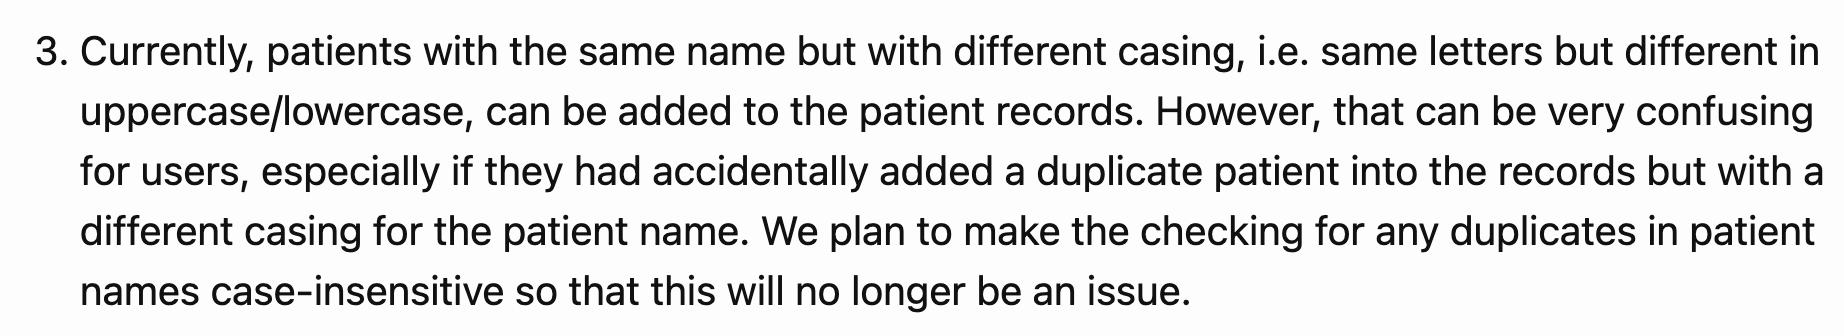 3. Currently, patients with the same name but with different casing, i.e. same letters but different in
uppercase/lowercase, can be added to the patient records. However, that can be very confusing
for users, especially if they had accidentally added a duplicate patient into the records but with a
different casing for the patient name. We plan to make the checking for any duplicates in patient
names case-insensitive so that this will no longer be an issue.